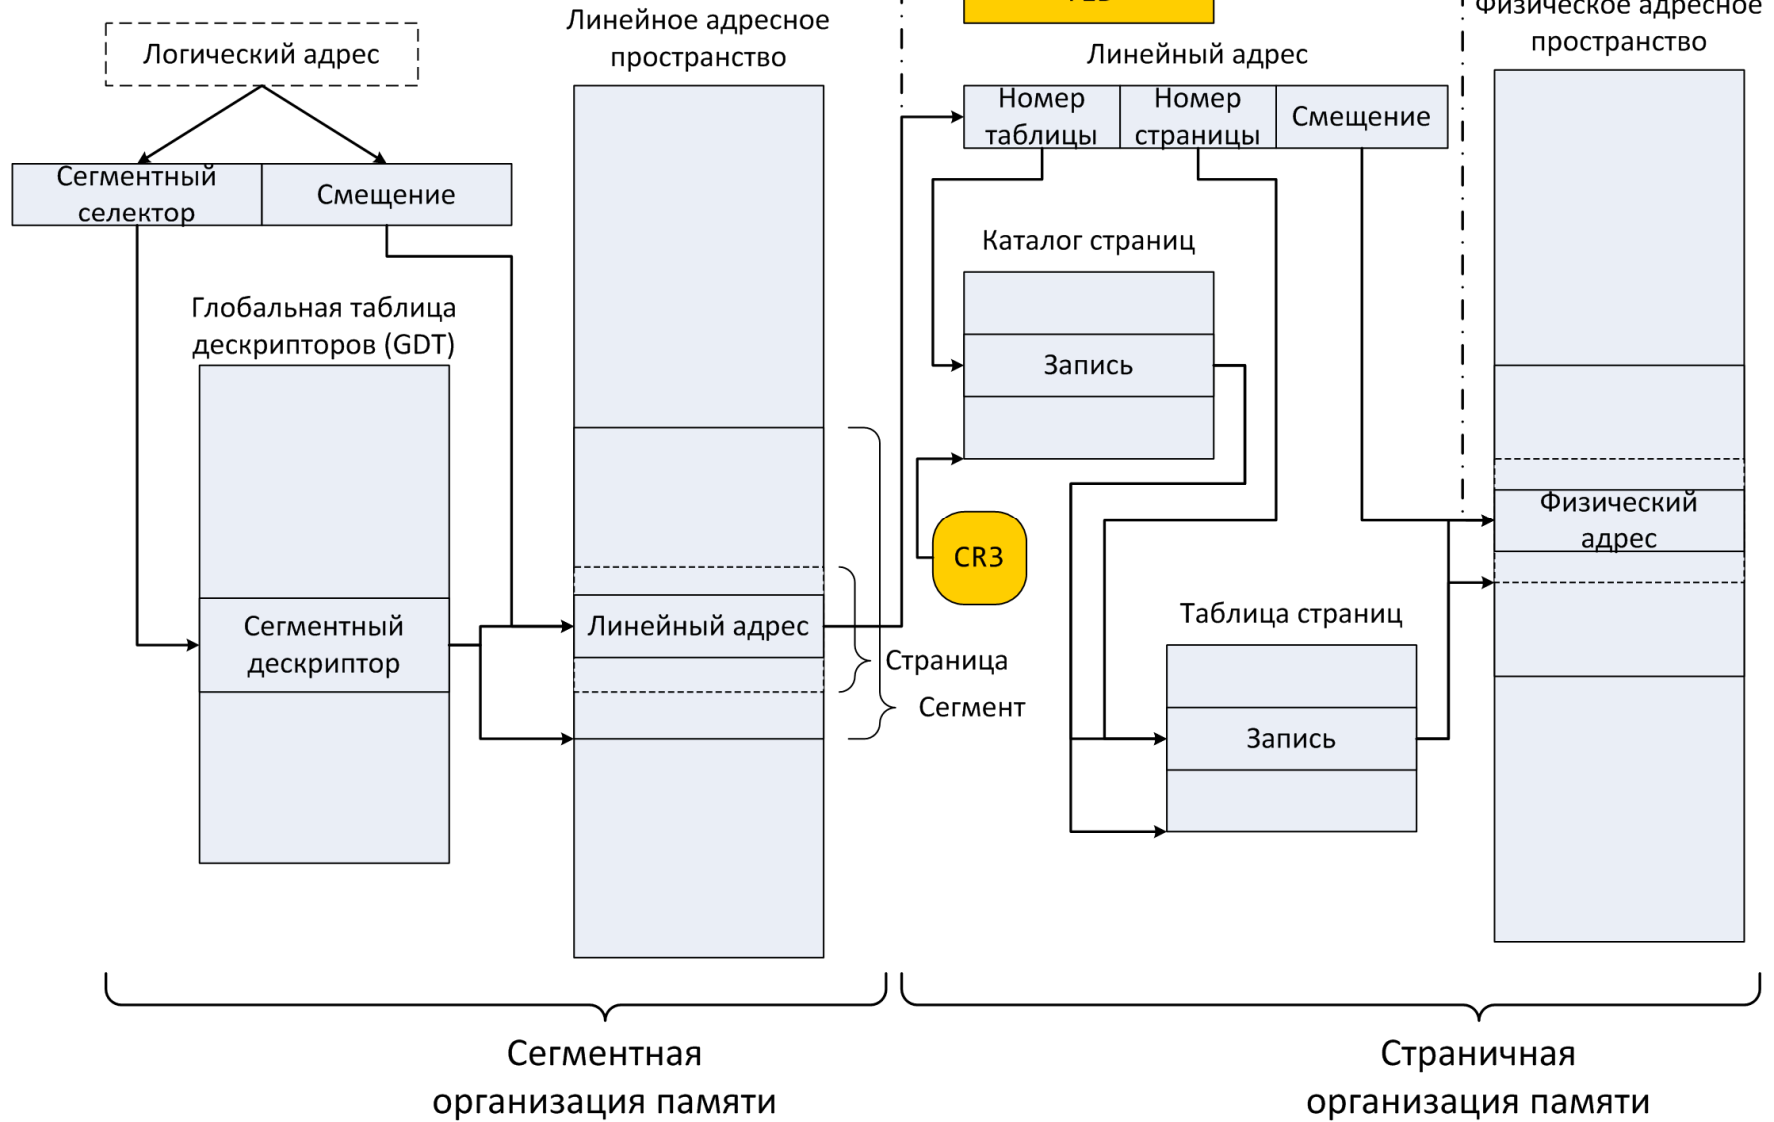 Логический адрес
Сегментный
селектор
Смещение
Глобальная таблица
дескрипторов (GDT)
Сегментный
дескриптор
Линейное адресное
пространство
Линейный адрес
Страница
Сегмент
Линейный адрес
Номер
таблицы
Номер
страницы
Смещение
Каталог страниц
Запись
CR3
Таблица страниц
Запись
Физическое адресное
пространство
Физический
адрес
Сегментная
организация памяти
Страничная
организация памяти